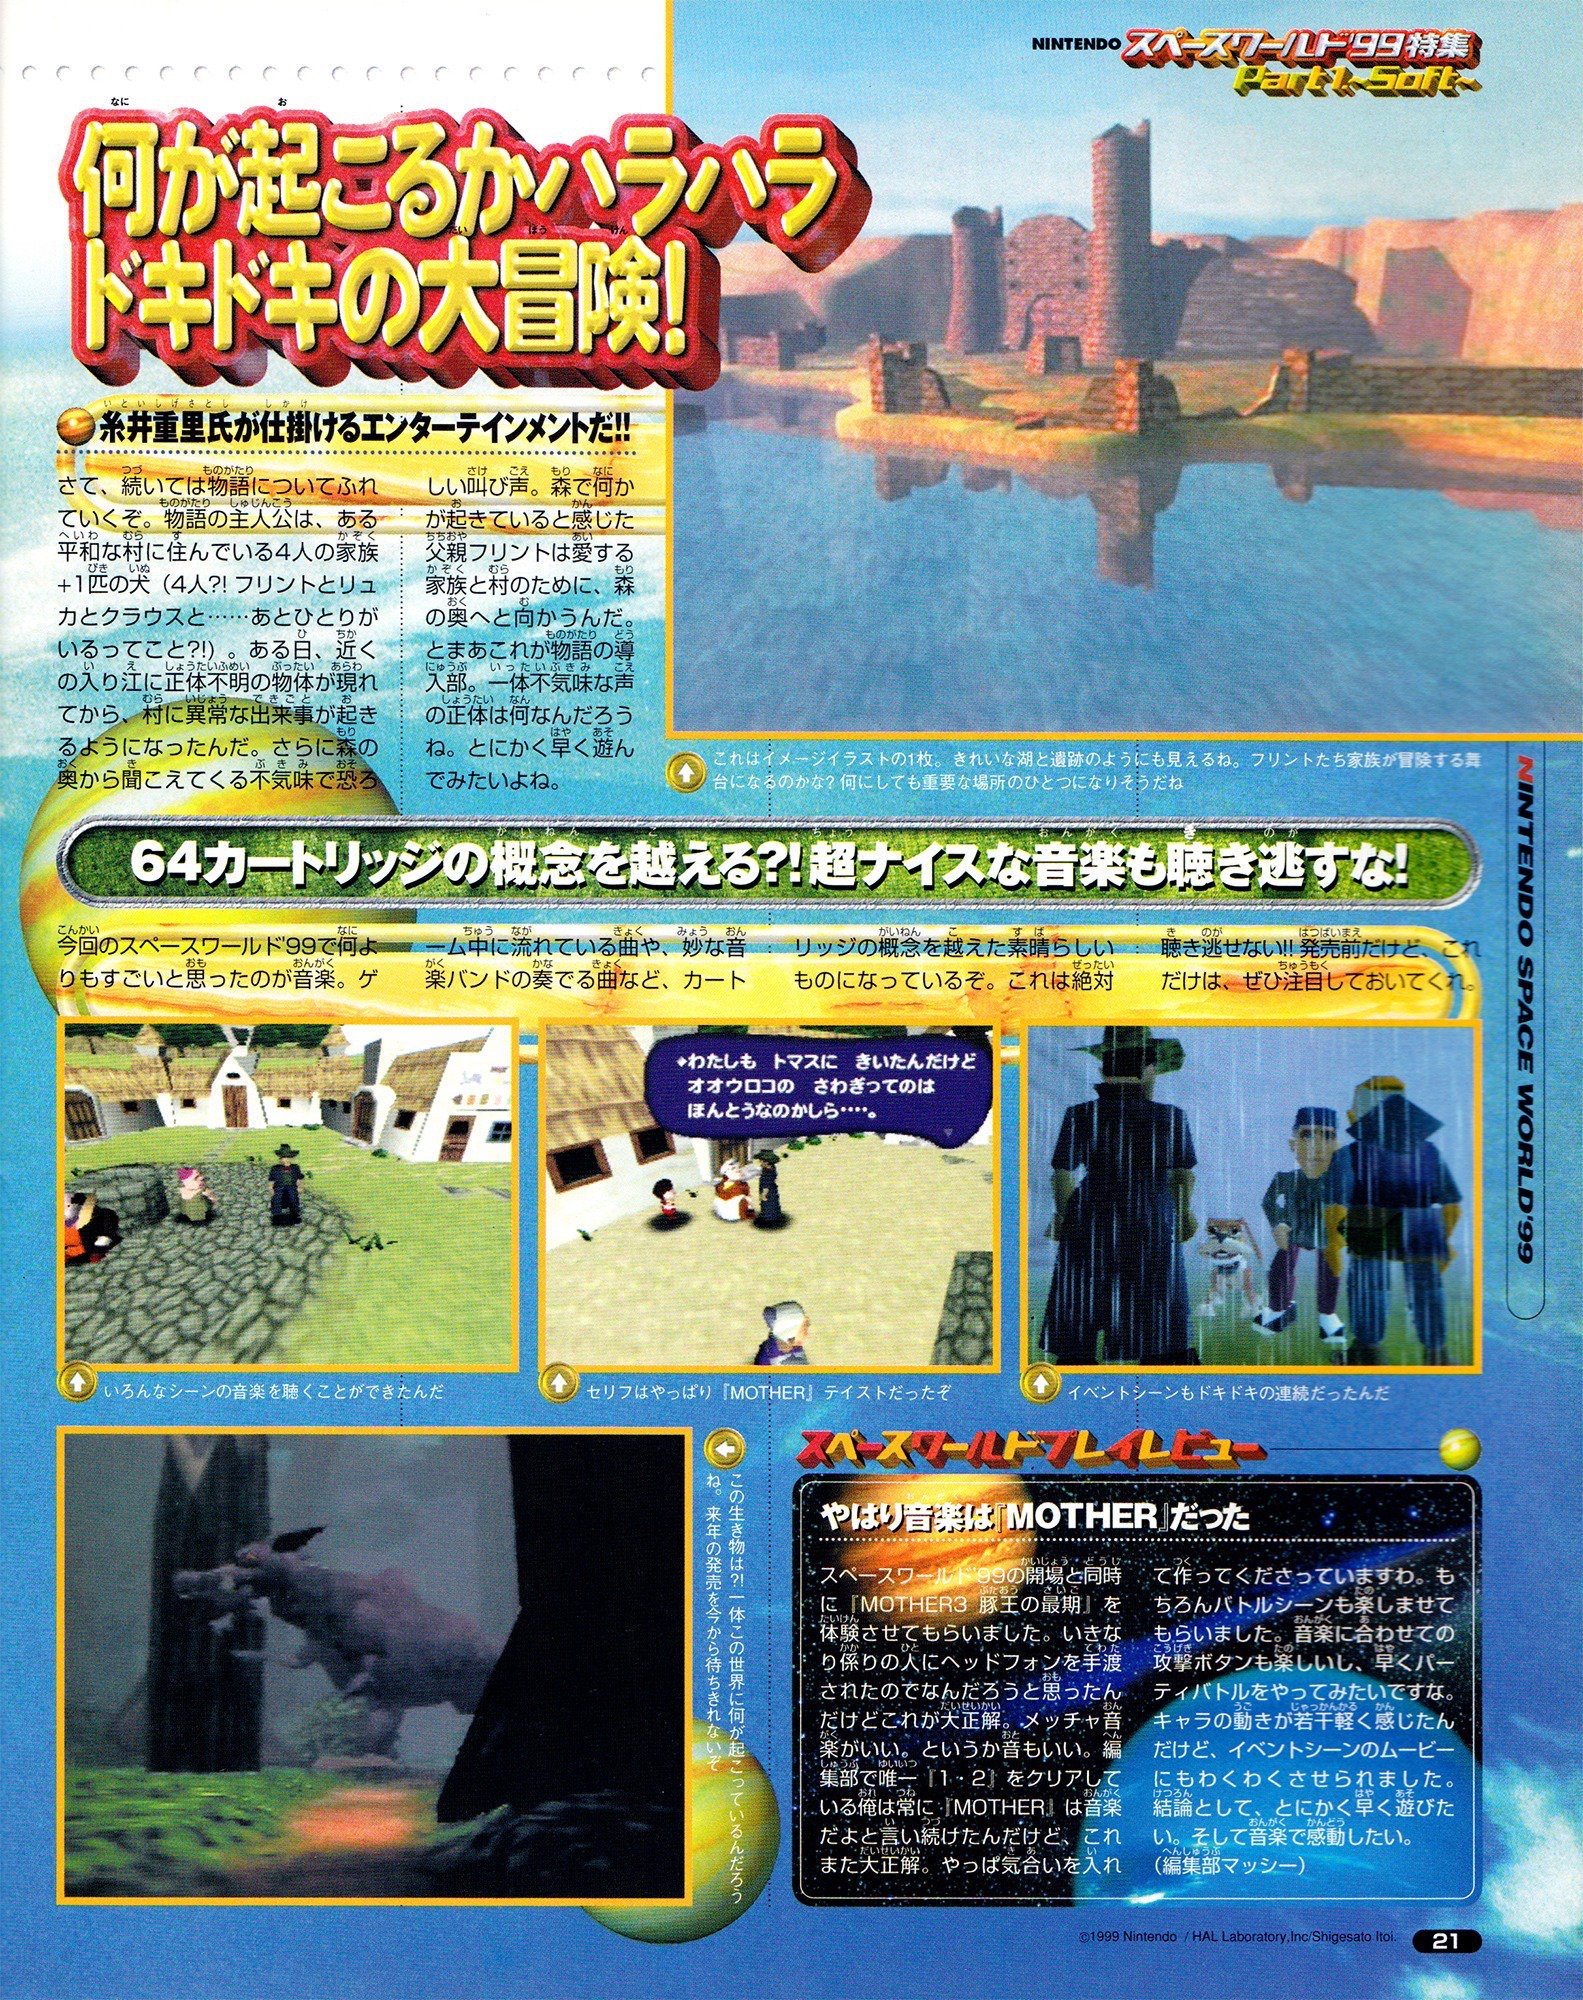 NINTENDO スペースワールド'99特集
Part 1. ~Soft~
何が起こるかハラハラ
ドキドキの大冒険!
糸井重里氏が仕掛けるエンターテインメントだ!!
さて、続いては物語についてふれ
ていくぞ。物語の主人公は、ある
平和な村に住んでいる4人の家族
+1匹の犬（4人?! フリントとリュ
カとクラウスと……あとひとりが
いるってこと?!）。ある日、近く
の入り江に正体不明の物体が現れ
てから、村に異常な出来事が起き
るようになったんだ。さらに森の
奥から聞こえてくる不気味で恐ろ
しい叫び声。森で何か
が起きていると感じた
父親フリントは愛する
家族と村のために、森
の奥へと向かうんだ。
とまあこれが物語の導
入部。一体不気味な声
の正体は何なんだろう
ね。とにかく早く遊ん
でみたいよね。
これはイメージイラストの1枚。きれいな湖と遺跡のようにも見えるね。フリントたち家族が冒険する舞
台になるのかな? 何にしても重要な場所のひとつになりそうだね
64カートリッジの概念を越える?! 超ナイスな音楽も聴き逃すな!
今回のスペースワールド'99で何よ
りもすごいと思ったのが音楽。ゲ
ーム中に流れている曲や、妙な音
楽バンドの奏でる曲など、カート
リッジの概念を越えた素晴らしい
ものになっているぞ。これは絶対
聴き逃せない!! 発売前だけど、これ
だけは、ぜひ注目しておいてくれ。
◆わたしも トマスに きいたんだけど
オオウロコの さわぎってのは
ほんとうなのかしら‥‥。
いろんなシーンの音楽を聴くことができたんだ
セリフはやっぱり『MOTHER』テイストだったぞ
イベントシーンもドキドキの連続だったんだ
この生き物は?! 一体この世界に何が起こっているんだろう
ね。来年の発売を今から待ちきれないぞ
スペースワールドプレイレビュー
やはり音楽は『MOTHER』だった
スペースワールド'99の開場と同時
に『MOTHER3 豚王の最期』を
体験させてもらいました。いきな
り係りの人にヘッドフォンを手渡
されたのでなんだろうと思ったん
だけどこれが大正解。メッチャ音
楽がいい。というか音もいい。編
集部で唯一『1・2』をクリアして
いる俺は常に『MOTHER』は音楽
だよと言い続けたんだけど、これ
また大正解。やっぱ気合いを入れ
て作ってくださっていますわ。も
ちろんバトルシーンも楽しませて
もらいました。音楽に合わせての
攻撃ボタンも楽しいし、早くパー
ティバトルをやってみたいですな。
キャラの動きが若干軽く感じたん
だけど、イベントシーンのムービー
にもわくわくさせられました。
結論として、とにかく早く遊びた
い。そして音楽で感動したい。
（編集部マッシー）
NINTENDO SPACE WORLD'99
©1999 Nintendo / HAL Laboratory,Inc/Shigesato Itoi.
21